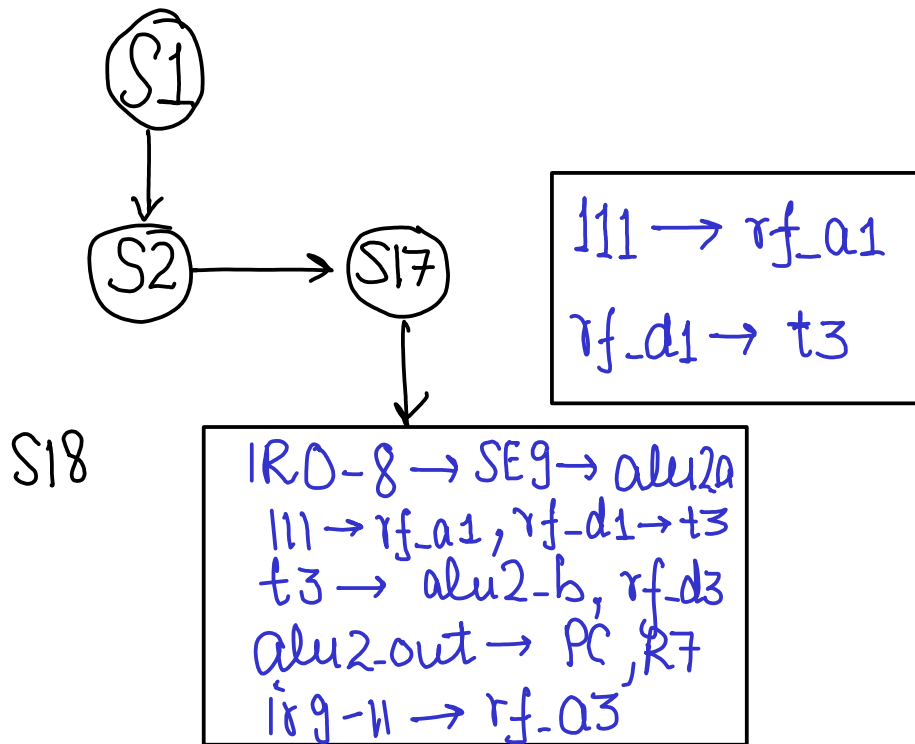 S1
S2 → S17
111 → rf_a1
rf_d1 → t3
S18
IR0-8 → SE9 → alu2a
111 → rf_a1, rf_d1 → t3
t3 → alu2_b, rf_d3
alu2_out → PC, R7
ir9-11 → rf_a3